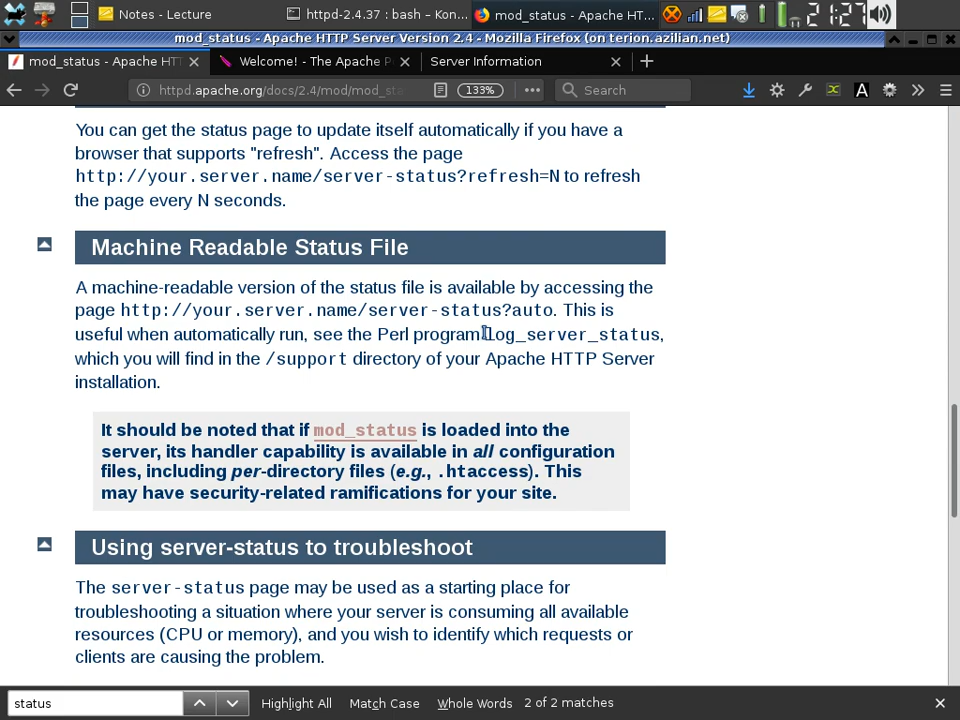 Notes - Lecture
httpd-2.4.37 : bash – Kon...
mod_status - Apache HT...
21:27
mod_status - Apache HTTP Server Version 2.4 - Mozilla Firefox (on terion.azilian.net)
mod_status - Apache HTT
Welcome! - The Apache P
Server Information
httpd.apache.org/docs/2.4/mod/mod_sta
133%
Search
You can get the status page to update itself automatically if you have a
browser that supports "refresh". Access the page
http://your.server.name/server-status?refresh=N to refresh
the page every N seconds.
Machine Readable Status File
A machine-readable version of the status file is available by accessing the
page http://your.server.name/server-status?auto. This is
useful when automatically run, see the Perl program log_server_status,
which you will find in the /support directory of your Apache HTTP Server
installation.
It should be noted that if mod_status is loaded into the
server, its handler capability is available in all configuration
files, including per-directory files (e.g., .htaccess). This
may have security-related ramifications for your site.
Using server-status to troubleshoot
The server-status page may be used as a starting place for
troubleshooting a situation where your server is consuming all available
resources (CPU or memory), and you wish to identify which requests or
clients are causing the problem.
status
Highlight All
Match Case
Whole Words
2 of 2 matches